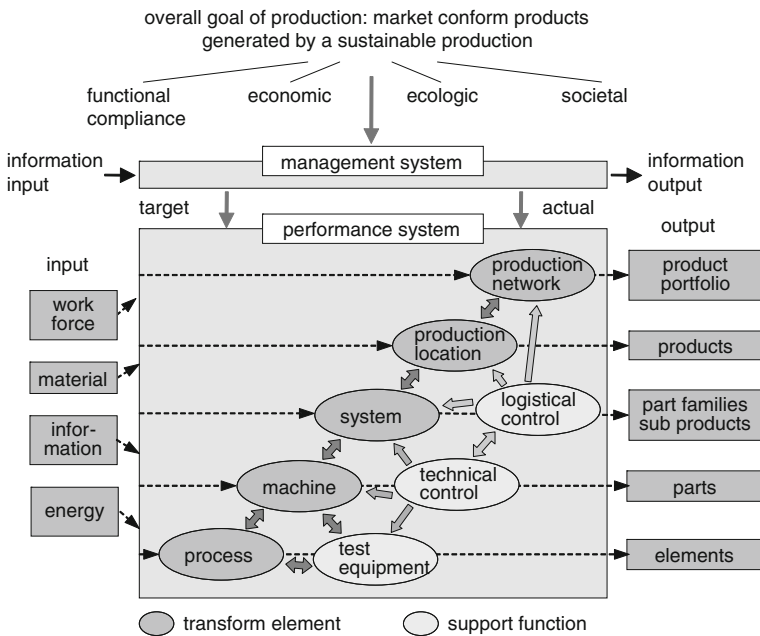 overall goal of production: market conform products
generated by a sustainable production
functional
compliance
economic
ecologic
societal
information
input
management system
information
output
target
actual
performance system
input
output
production
network
product
portfolio
work
force
production
location
products
material
system
logistical
control
part families
sub products
infor-
mation
machine
technical
control
parts
energy
process
test
equipment
elements
transform element
support function